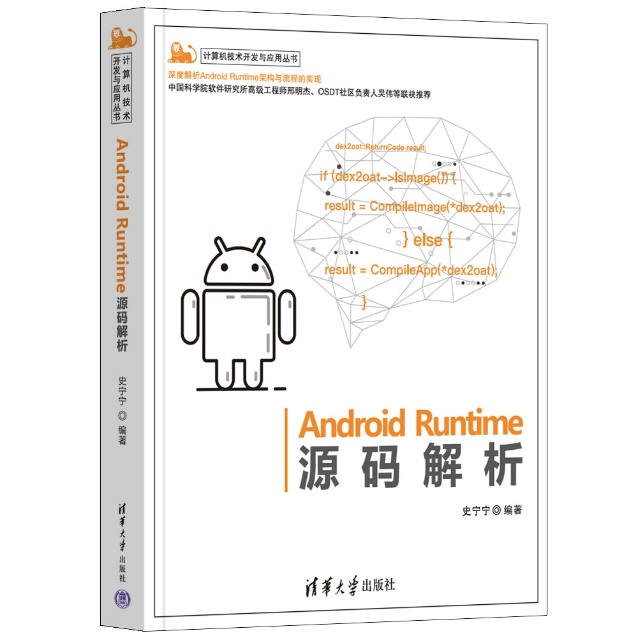 计算机技术开发与应用丛书
深度解析Android Runtime架构与流程的实现
中国科学院软件研究所高级工程师邢明杰、OSDT社区负责人吴伟等联袂推荐
dex2oat::ReturnCode result;
if (dex2oat->IsImage()) {
result = CompileImage(*dex2oat);
} else {
result = CompileApp(*dex2oat);
}
Android Runtime
源码解析
史宁宁◎编著
清华大学出版社
计算机技术
开发与应用丛书
Android Runtime 源码解析
史宁宁◎编著
清华大学出版社